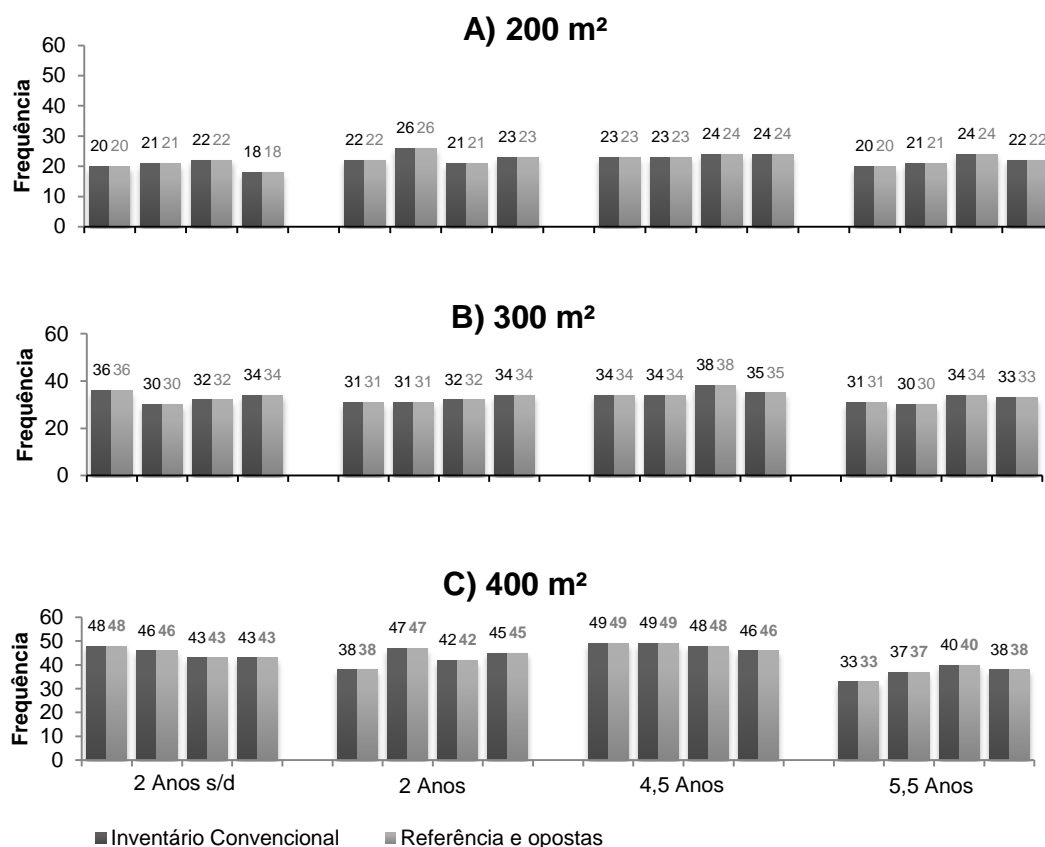 A) 200 m²
Frequência
60
50
40
30
20
10
0
20 20 21 21 22 22 18 18 22 22 26 26 21 21 23 23 23 23 23 23 24 24 24 24 20 20 21 21 24 24 22 22
B) 300 m²
Frequência
60
40
20
0
36 36 30 30 32 32 34 34 31 31 31 31 32 32 34 34 34 34 34 34 38 38 35 35 31 31 30 30 34 34 33 33
C) 400 m²
Frequência
60
50
40
30
20
10
0
48 48 46 46 43 43 43 43 38 38 47 47 42 42 45 45 49 49 49 49 48 48 46 46 33 33 37 37 40 40 38 38
2 Anos s/d 2 Anos 4,5 Anos 5,5 Anos
Inventário Convencional Referência e opostas